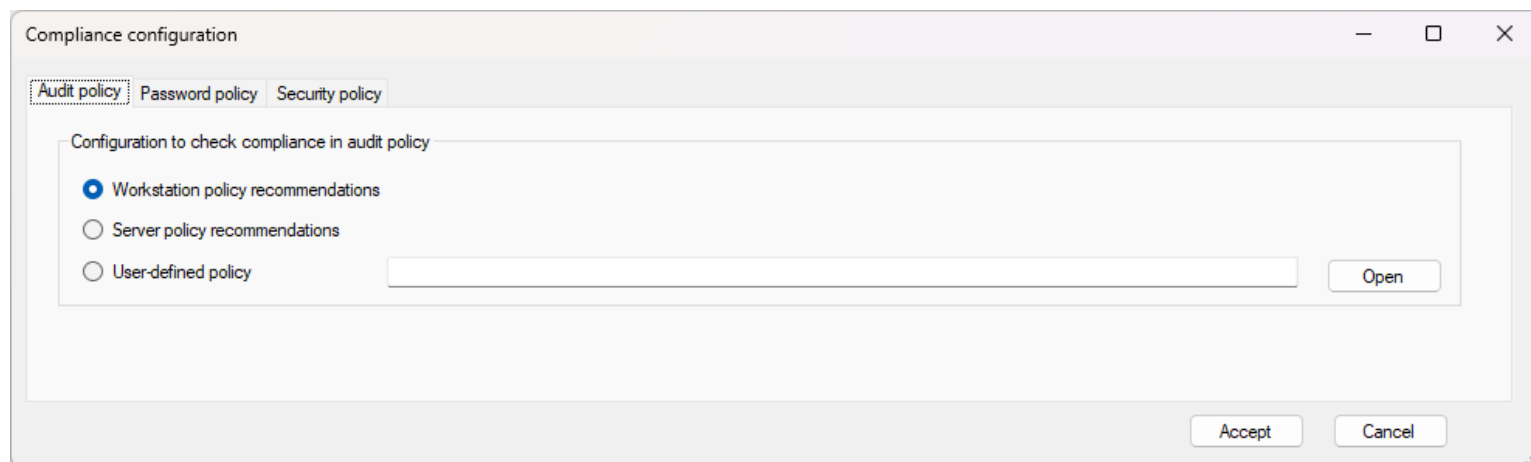 Compliance configuration
Audit policy Password policy Security policy
Configuration to check compliance in audit policy
Workstation policy recommendations
Server policy recommendations
User-defined policy
Open
Accept Cancel